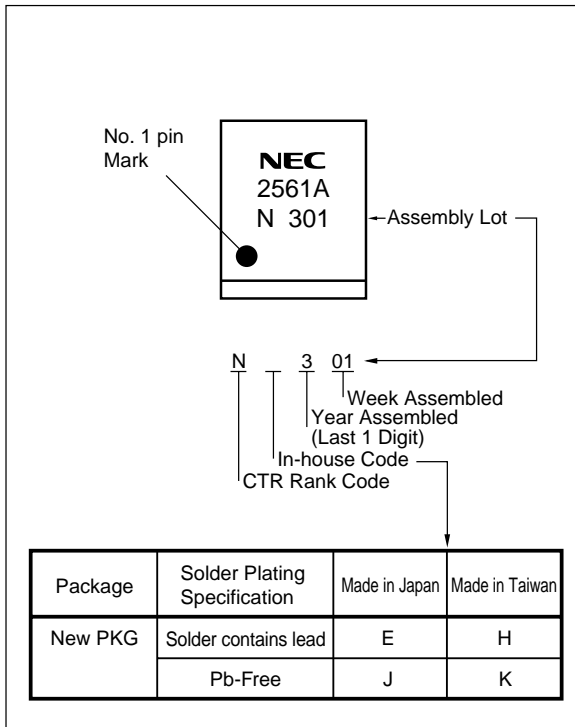 No. 1 pin
Mark
NEC
2561A
N 301
Assembly Lot
N 3 01
Week Assembled
Year Assembled
(Last 1 Digit)
In-house Code
CTR Rank Code
Package Solder Plating Specification Made in Japan Made in Taiwan
New PKG Solder contains lead E H
Pb-Free J K